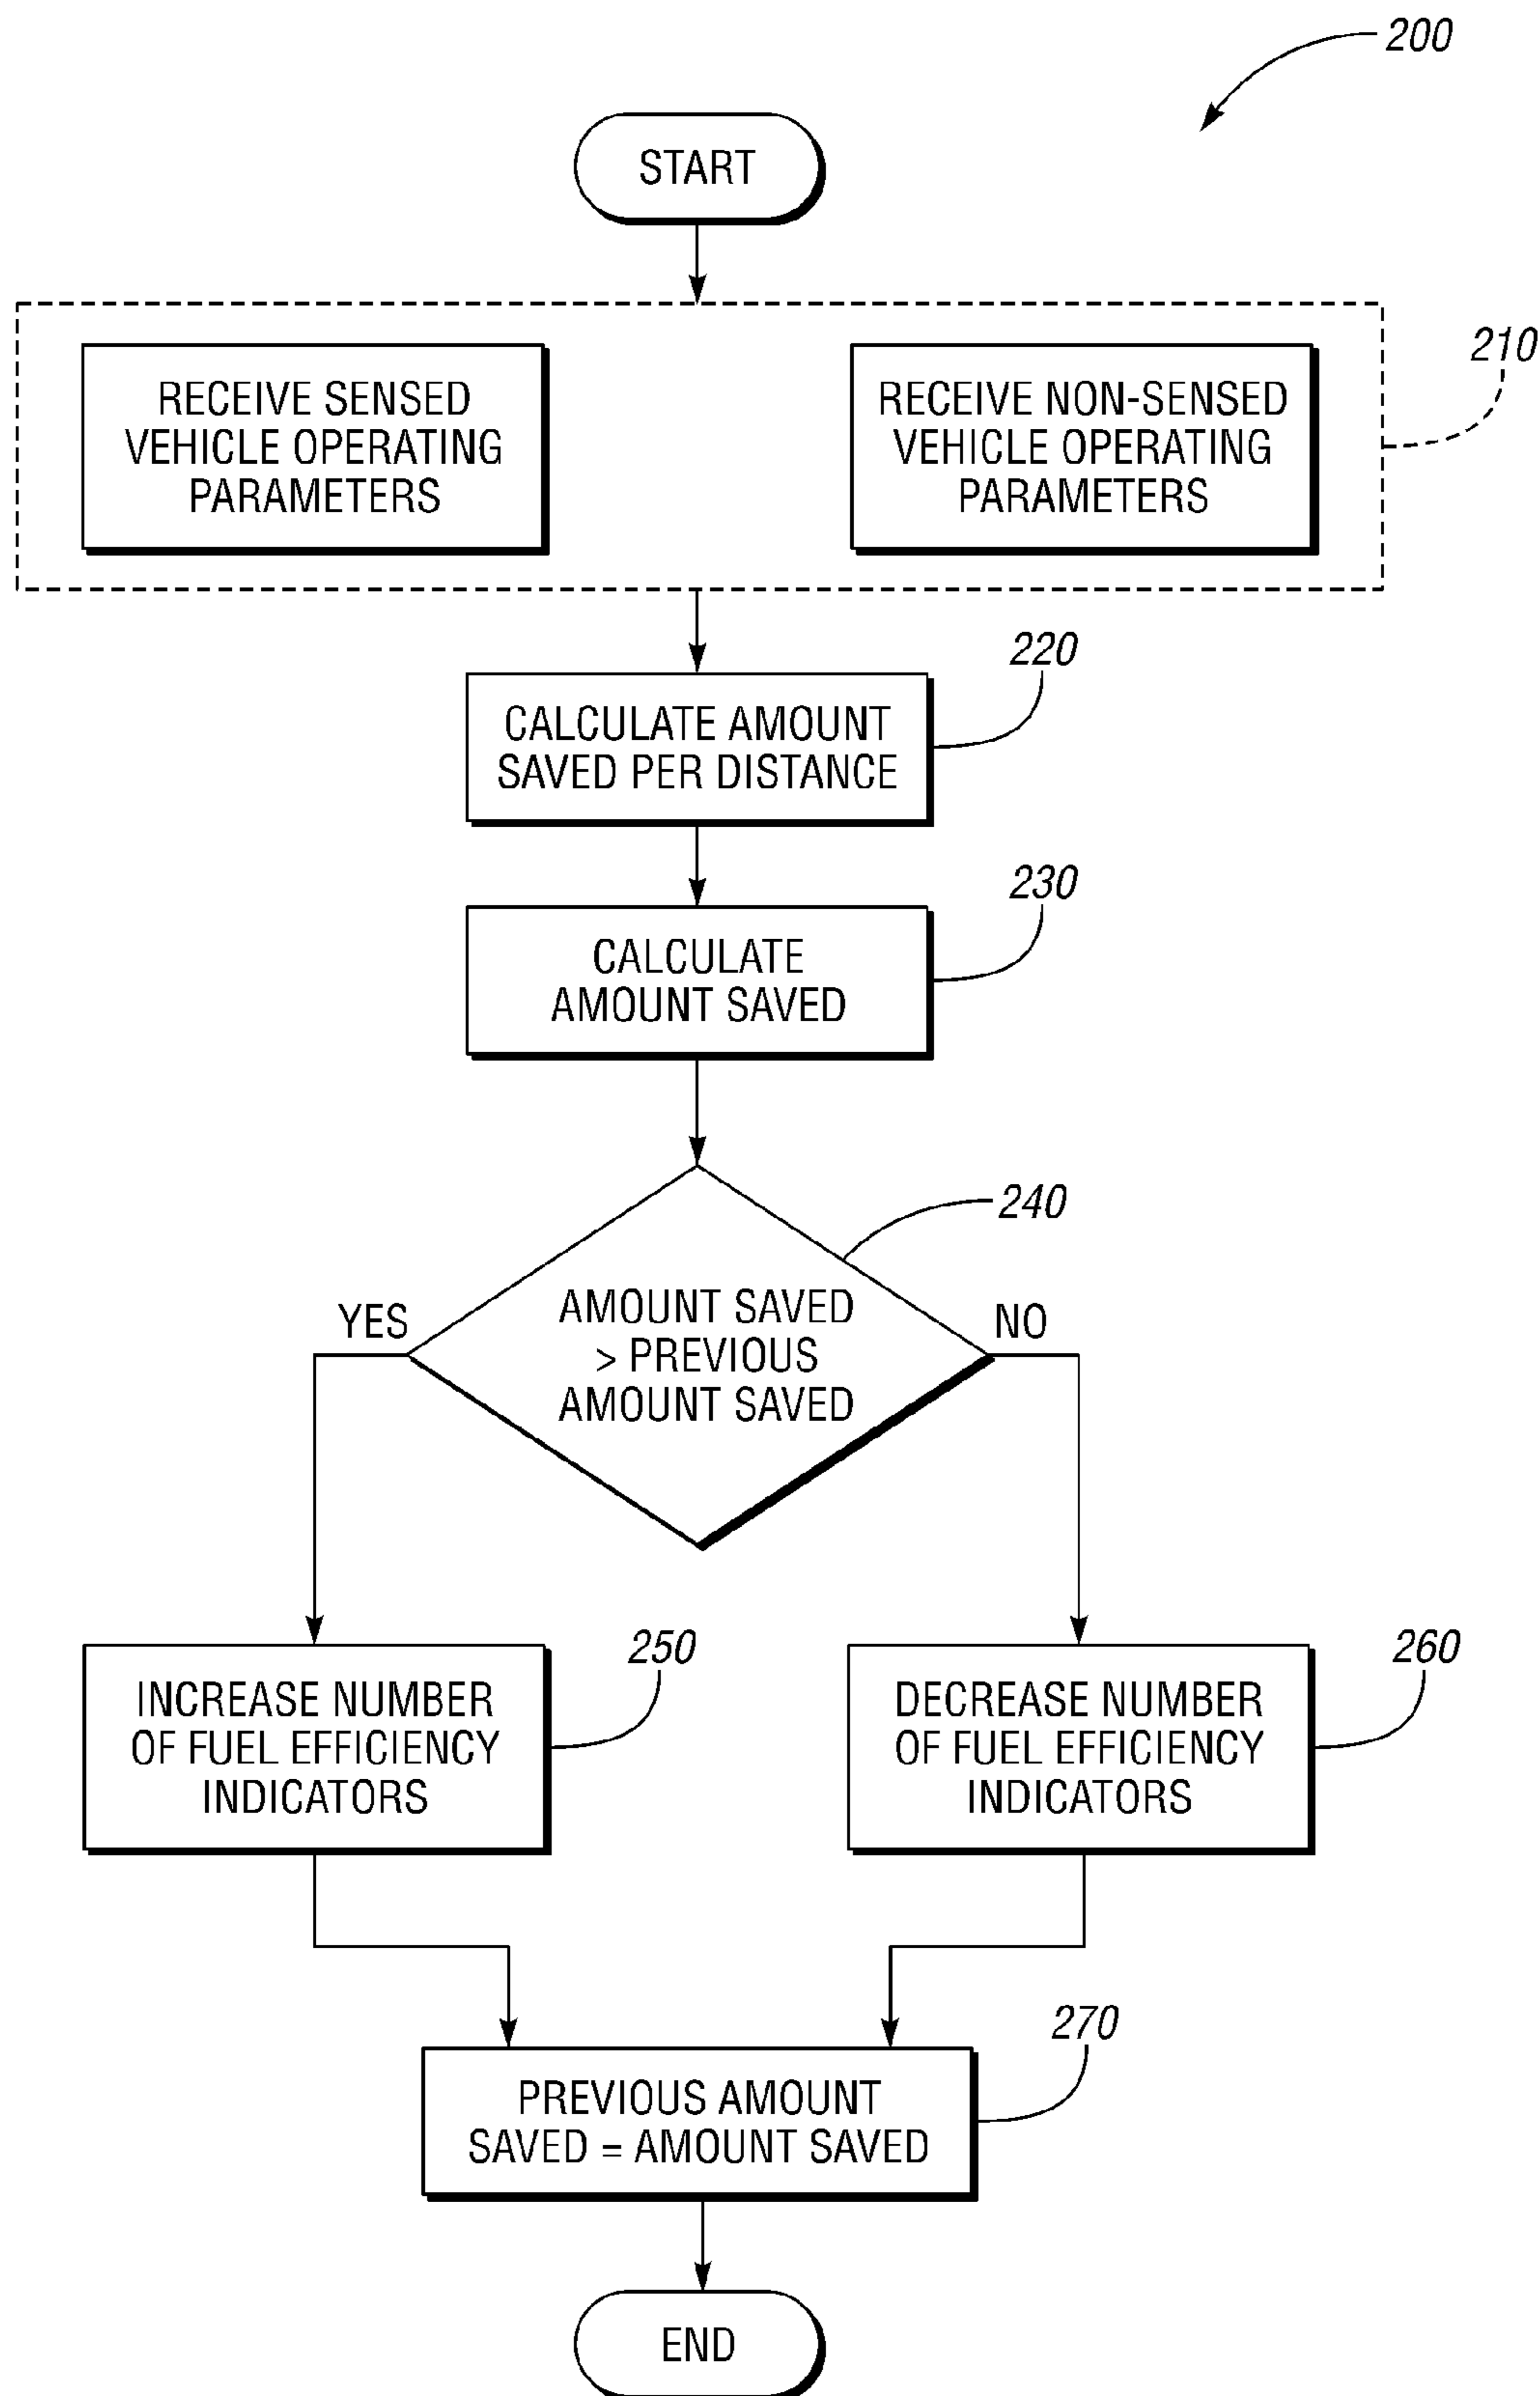 200
START
RECEIVE SENSED
VEHICLE OPERATING
PARAMETERS
RECEIVE NON-SENSED
VEHICLE OPERATING
PARAMETERS
210
220
CALCULATE AMOUNT
SAVED PER DISTANCE
230
CALCULATE
AMOUNT SAVED
240
YES
AMOUNT SAVED
> PREVIOUS
AMOUNT SAVED
NO
250
INCREASE NUMBER
OF FUEL EFFICIENCY
INDICATORS
260
DECREASE NUMBER
OF FUEL EFFICIENCY
INDICATORS
270
PREVIOUS AMOUNT
SAVED = AMOUNT SAVED
END